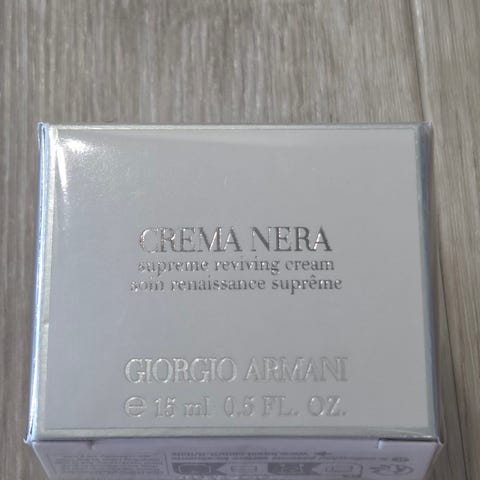 CREMA NERA
supreme reviving cream
soin renaissance suprême
GIORGIO ARMANI
℮ 15 ml 0.5 FL. OZ.